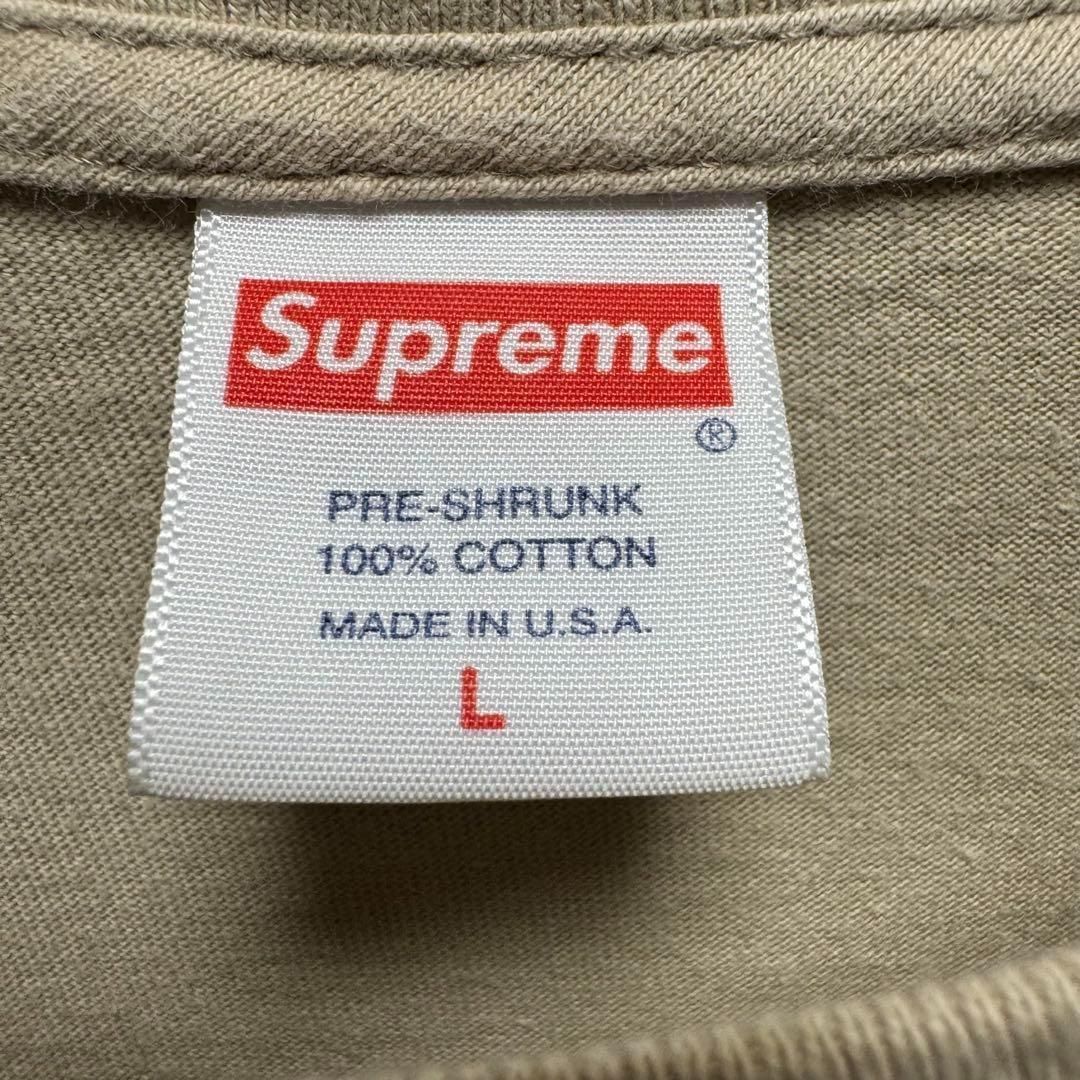 Supreme
®
PRE-SHRUNK
100% COTTON
MADE IN U.S.A.
L